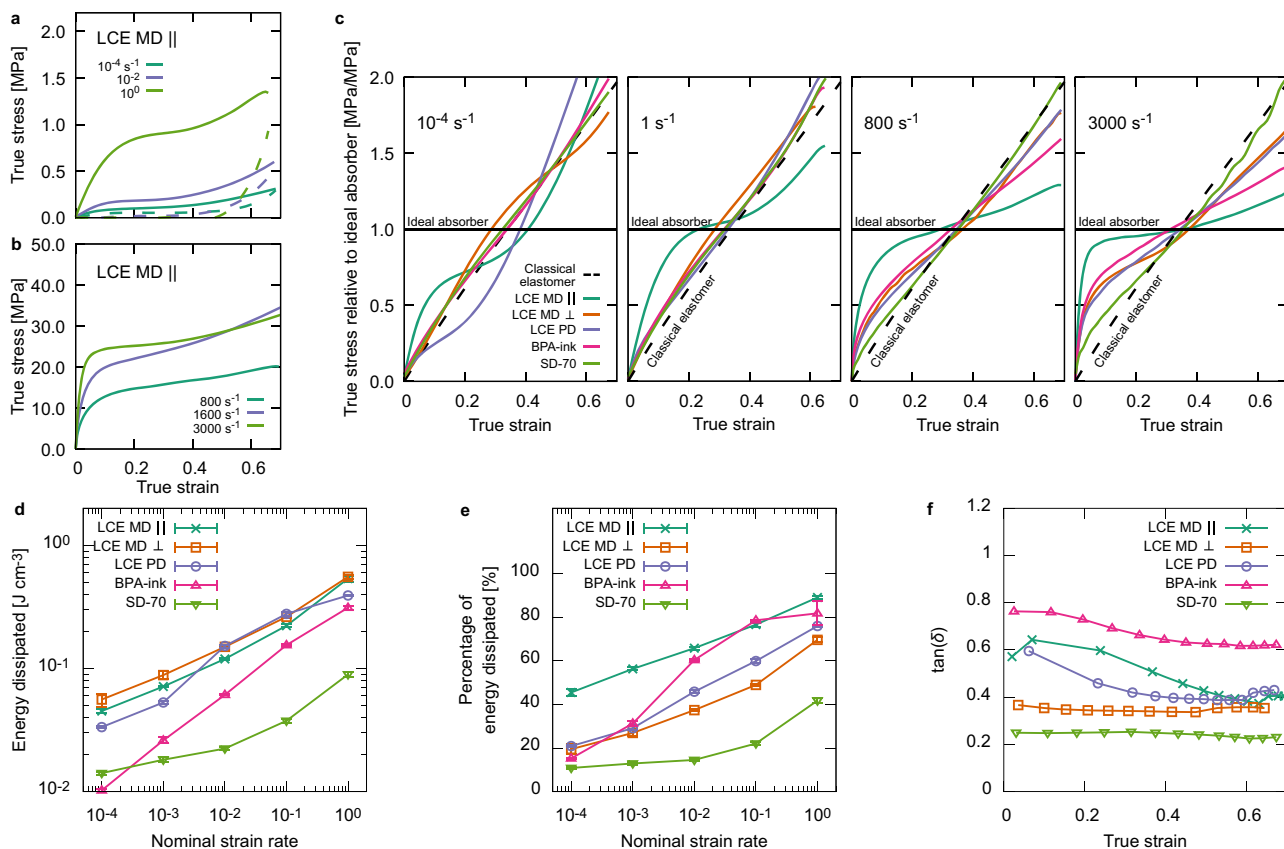 a
LCE MD ||
10⁻⁴ s⁻¹
10⁻²
10⁰
True stress [MPa]
2.0
1.5
1.0
0.5
0.0
b
LCE MD ||
50.0
40.0
30.0
20.0
10.0
0.0
True stress [MPa]
800 s⁻¹
1600 s⁻¹
3000 s⁻¹
0 0.2 0.4 0.6
True strain
c
True stress relative to ideal absorber [MPa/MPa]
2.0
1.5
1.0
0.5
0.0
10⁻⁴ s⁻¹
Ideal absorber
Classical
elastomer
LCE MD ||
LCE MD ⊥
LCE PD
BPA-ink
SD-70
0 0.2 0.4 0.6
True strain
1 s⁻¹
Ideal absorber
Classical elastomer
0 0.2 0.4 0.6
True strain
800 s⁻¹
Ideal absorber
Classical elastomer
0 0.2 0.4 0.6
True strain
3000 s⁻¹
Ideal absorber
Classical elastomer
0 0.2 0.4 0.6
True strain
d
LCE MD ||
LCE MD ⊥
LCE PD
BPA-ink
SD-70
Energy dissipated [J cm⁻³]
10⁰
10⁻¹
10⁻²
10⁻⁴ 10⁻³ 10⁻² 10⁻¹ 10⁰
Nominal strain rate
e
LCE MD ||
LCE MD ⊥
LCE PD
BPA-ink
SD-70
Percentage of
energy dissipated [%]
100
80
60
40
20
0
10⁻⁴ 10⁻³ 10⁻² 10⁻¹ 10⁰
Nominal strain rate
f
LCE MD ||
LCE MD ⊥
LCE PD
BPA-ink
SD-70
tan(δ)
1.2
1
0.8
0.6
0.4
0.2
0
0 0.2 0.4 0.6
True strain